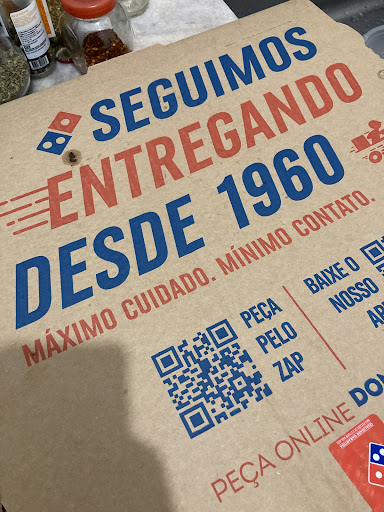 SEGUIMOS
ENTREGANDO
DESDE 1960
MÁXIMO CUIDADO. MÍNIMO CONTATO.
PEÇA
PELO
ZAP
BAIXE O
NOSSO
PEÇA ONLINE